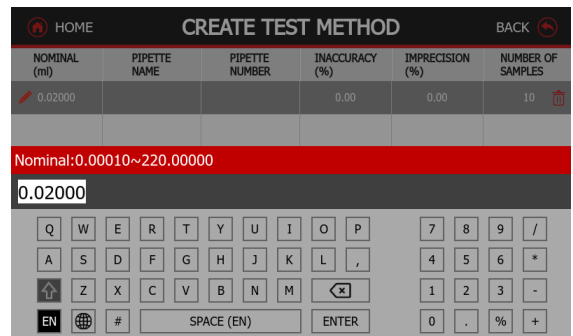 HOME CREATE TEST METHOD BACK
NOMINAL (ml) PIPETTE NAME PIPETTE NUMBER INACCURACY (%) IMPRECISION (%) NUMBER OF SAMPLES
0.02000 0.00 0.00 10
Nominal:0.00010~220.00000
0.02000
Q W E R T Y U I O P 7 8 9 /
A S D F G H J K L , 4 5 6 *
Z X C V B N M 1 2 3 -
EN # SPACE (EN) ENTER 0 . % +